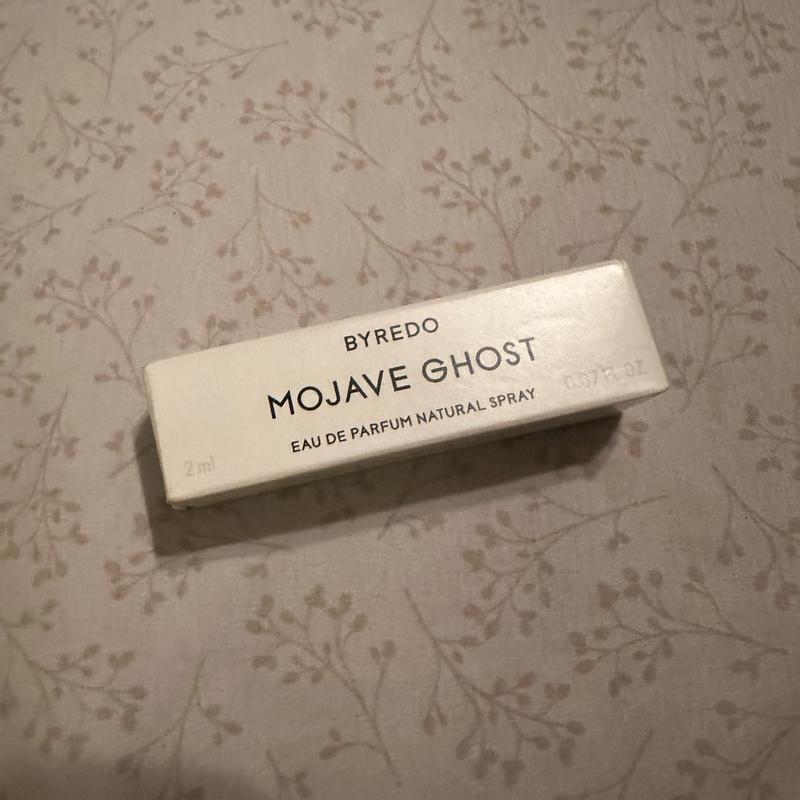 BYREDO
MOJAVE GHOST
EAU DE PARFUM NATURAL SPRAY
2 ml
0.07 FL. OZ